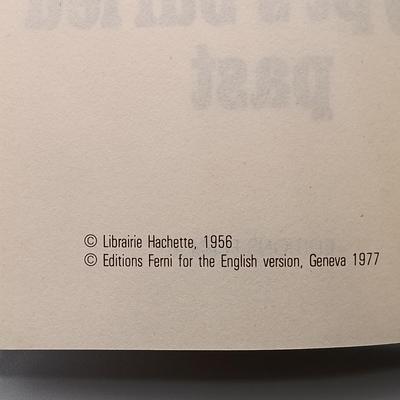 © Librairie Hachette, 1956
© Editions Ferni for the English version, Geneva 1977